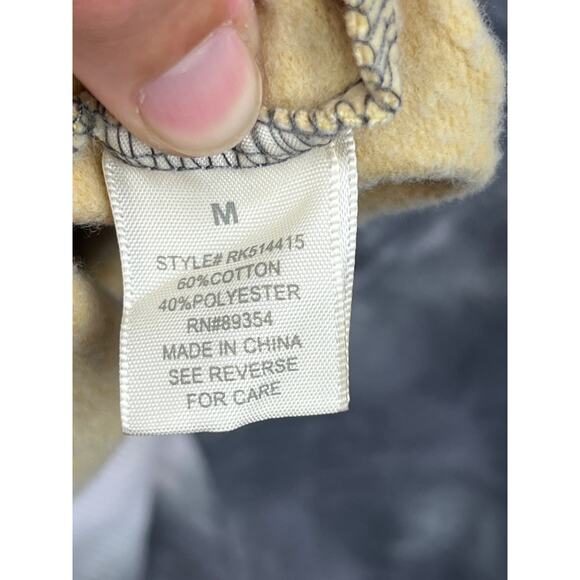 M
STYLE# RK514415
60%COTTON
40%POLYESTER
RN#89354
MADE IN CHINA
SEE REVERSE
FOR CARE